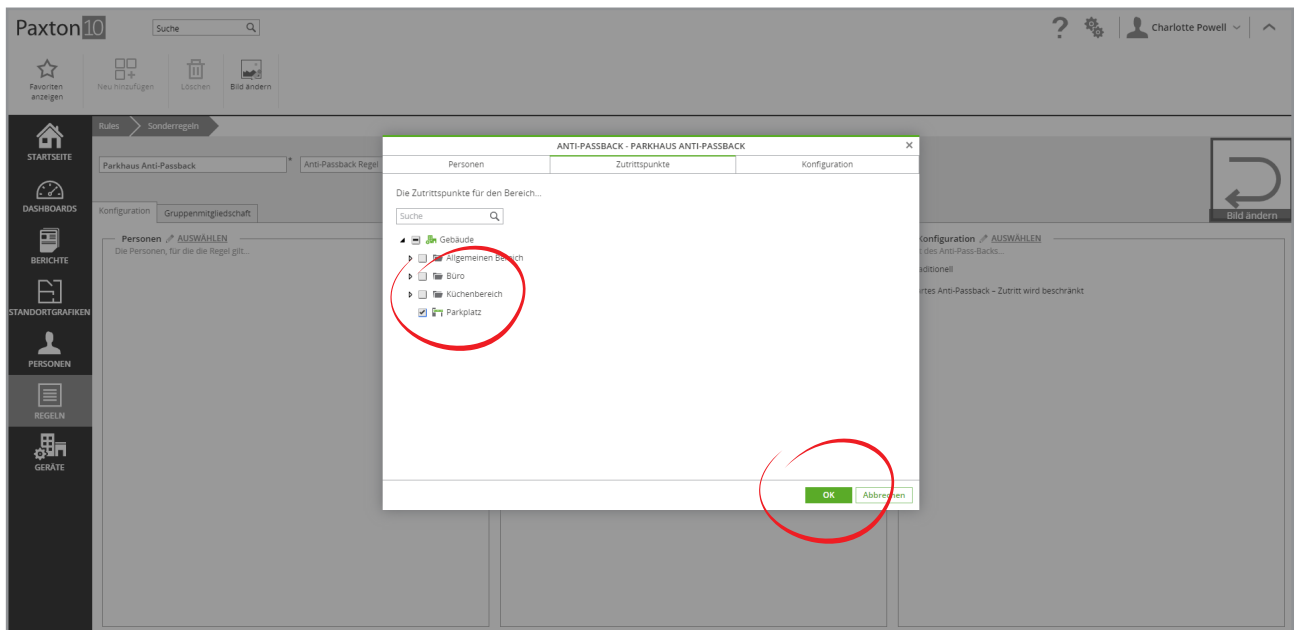 Paxton10
Suche
?
Charlotte Powell
Favoriten anzeigen
Neu hinzufügen
Löschen
Bild ändern
Rules
Sonderregeln
STARTSEITE
DASHBOARDS
BERICHTE
STANDORTGRAFIKEN
PERSONEN
REGELN
GERÄTE
Parkhaus Anti-Passback
*
Anti-Passback Regel
Bild ändern
Konfiguration
Gruppenmitgliedschaft
Personen AUSWÄHLEN
Die Personen, für die die Regel gilt...
ANTI-PASSBACK - PARKHAUS ANTI-PASSBACK
Personen
Zutrittspunkte
Konfiguration
Die Zutrittspunkte für den Bereich...
Suche
Gebäude
Allgemeinen Bereich
Büro
Küchenbereich
Parkplatz
OK
Abbrechen
onfiguration AUSWÄHLEN
des Anti-Pass-Backs...
aditionell
rtes Anti-Passback – Zutritt wird beschränkt